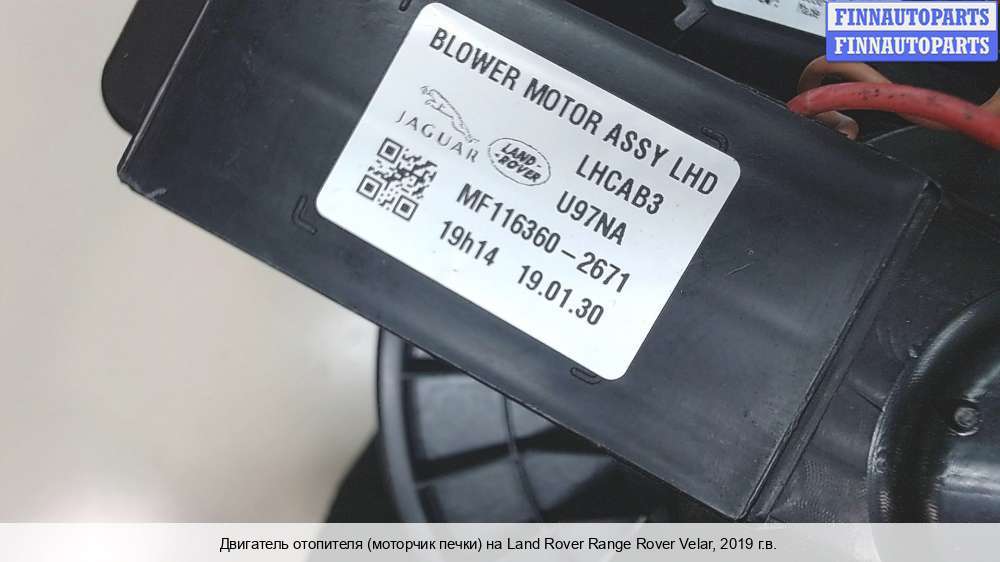 FINNAUTOPARTS
FINNAUTOPARTS
BLOWER MOTOR ASSY LHD
JAGUAR
LAND-
-ROVER
LHCAB3
U97NA
MF116360-2671
19h14 19.01.30
Двигатель отопителя (моторчик печки) на Land Rover Range Rover Velar, 2019 г.в.